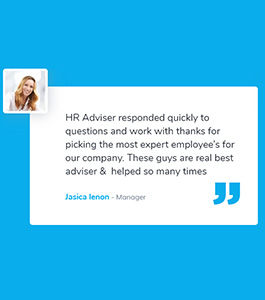 HR Adviser responded quickly to
questions and work with thanks for
picking the most expert employee's for
our company. These guys are real best
adviser & helped so many times
Jasica lenon - Manager